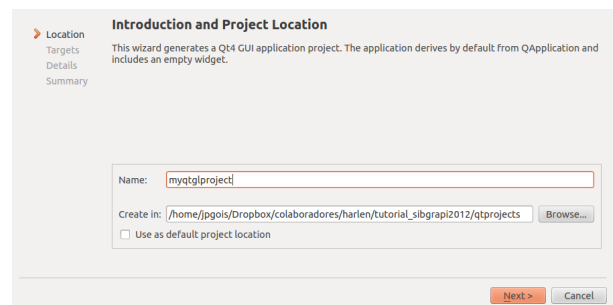 Location
Targets
Details
Summary
Introduction and Project Location
This wizard generates a Qt4 GUI application project. The application derives by default from QApplication and
includes an empty widget.
Name: myqtglproject
Create in: /home/jpgois/Dropbox/colaboradores/harlen/tutorial_sibgrapi2012/qtprojects Browse...
Use as default project location
Next > Cancel